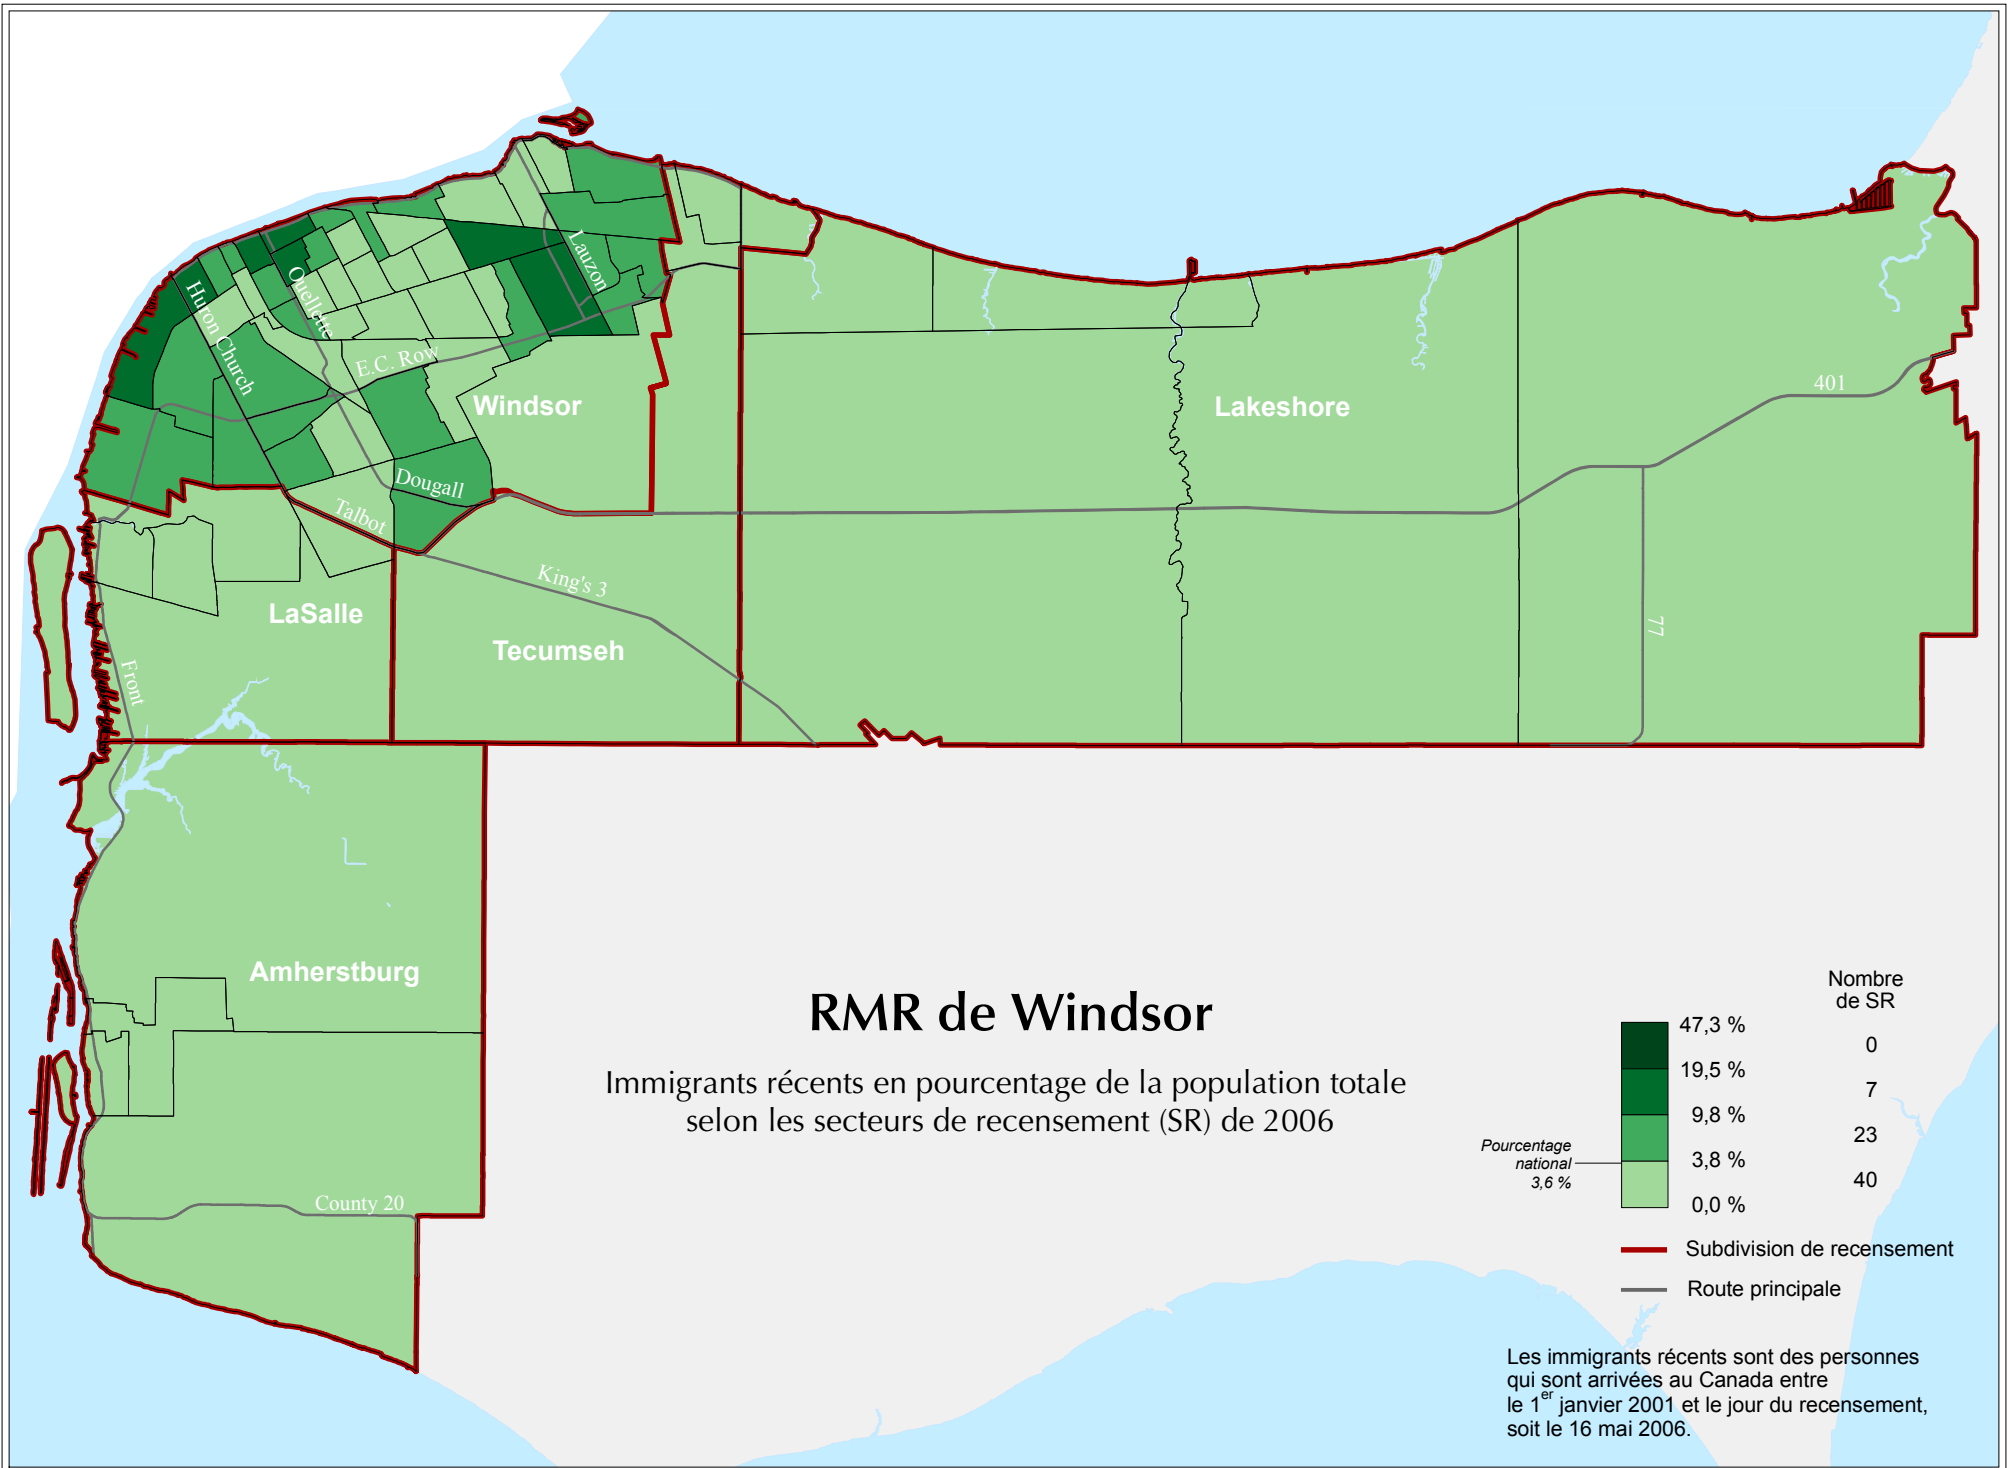 Huron Church
Ouellette
Lauzon
E.C. Row
Windsor
Lakeshore
401
Dougall
Talbot
King's 3
LaSalle
Tecumseh
77
Front
Amherstburg
County 20
RMR de Windsor
Immigrants récents en pourcentage de la population totale
selon les secteurs de recensement (SR) de 2006
Nombre
de SR
47,3 %
0
19,5 %
7
9,8 %
23
3,8 %
40
0,0 %
Pourcentage
national
3,6 %
Subdivision de recensement
Route principale
Les immigrants récents sont des personnes
qui sont arrivées au Canada entre
le 1er janvier 2001 et le jour du recensement,
soit le 16 mai 2006.